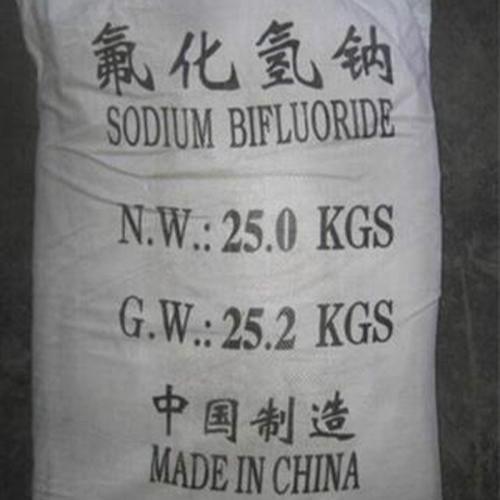 氟化氢钠
SODIUM BIFLUORIDE
N.W.: 25.0 KGS
G.W.: 25.2 KGS
中国制造
MADE IN CHINA